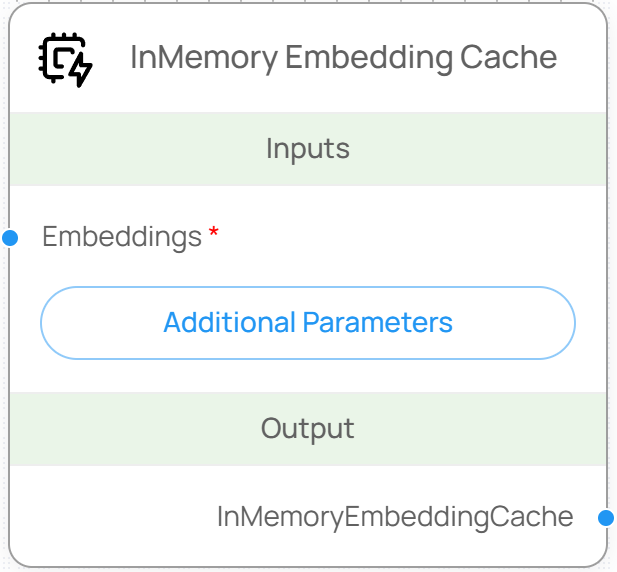 InMemory Embedding Cache
Inputs
Embeddings *
Additional Parameters
Output
InMemoryEmbeddingCache